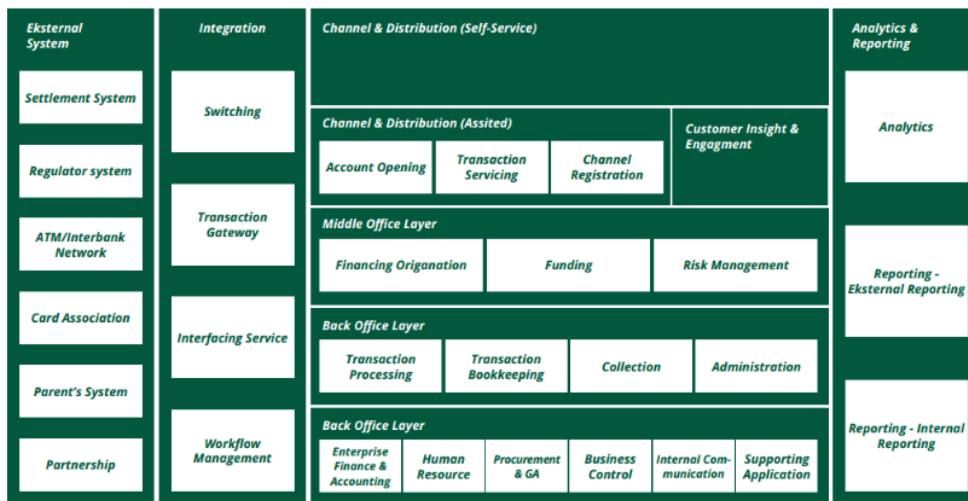 Eksternal
System
Settlement System
Regulator system
ATM/Interbank
Network
Card Association
Parent's System
Partnership
Integration
Switching
Transaction
Gateway
Interfacing Service
Workflow
Management
Channel & Distribution (Self-Service)
Channel & Distribution (Assited)
Account Opening
Transaction
Servicing
Channel
Registration
Customer Insight &
Engagment
Middle Office Layer
Financing Origanation
Funding
Risk Management
Back Office Layer
Transaction
Processing
Transaction
Bookkeeping
Collection
Administration
Back Office Layer
Enterprise
Finance &
Accounting
Human
Resource
Procurement
& GA
Business
Control
Internal Com-
munication
Supporting
Application
Analytics &
Reporting
Analytics
Reporting -
Eksternal Reporting
Reporting - Internal
Reporting